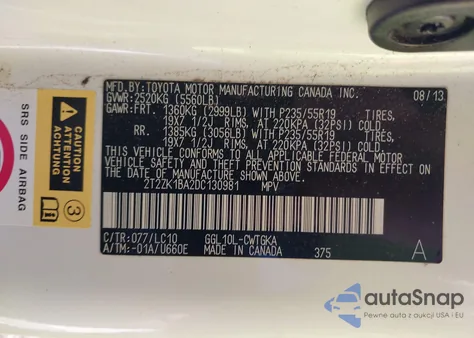 MFD.BY:TOYOTA MOTOR MANUFACTURING CANADA INC. 08/13
GVWR:2520KG (5560LB)
GAWR:FRT. 1360KG (2999LB)WITH P235/55R19 TIRES,
19X7 1/2J RIMS, AT 220KPA (32PSI) COLD.
RR. 1385KG (3056LB)WITH P235/55R19 TIRES,
19X7 1/2J RIMS, AT 220KPA (32PSI) COLD.
THIS VEHICLE CONFORMS TO ALL APPLICABLE FEDERAL MOTOR
VEHICLE SAFETY AND THEFT PREVENTION STANDARDS IN EFFECT ON
THE DATE OF MANUFACTURE SHOWN ABOVE.
2T2ZK1BA2DC130981 MPV
C/TR:077/LC10 GGL10L-CWTGKA
A/TM:-01A/U660E MADE IN CANADA 375 A
SRS SIDE AIRBAG
CAUTION
ATTENTION
ACHTUNG
3
autoSnap
Pewne auta z USA i EU